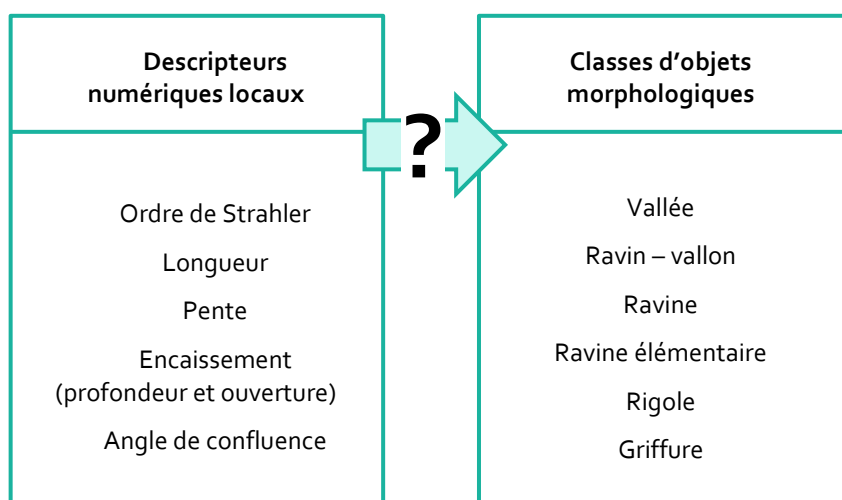 Descripteurs
numériques locaux
Ordre de Strahler
Longueur
Pente
Encaissement
(profondeur et ouverture)
Angle de confluence
?
Classes d’objets
morphologiques
Vallée
Ravin – vallon
Ravine
Ravine élémentaire
Rigole
Griffure